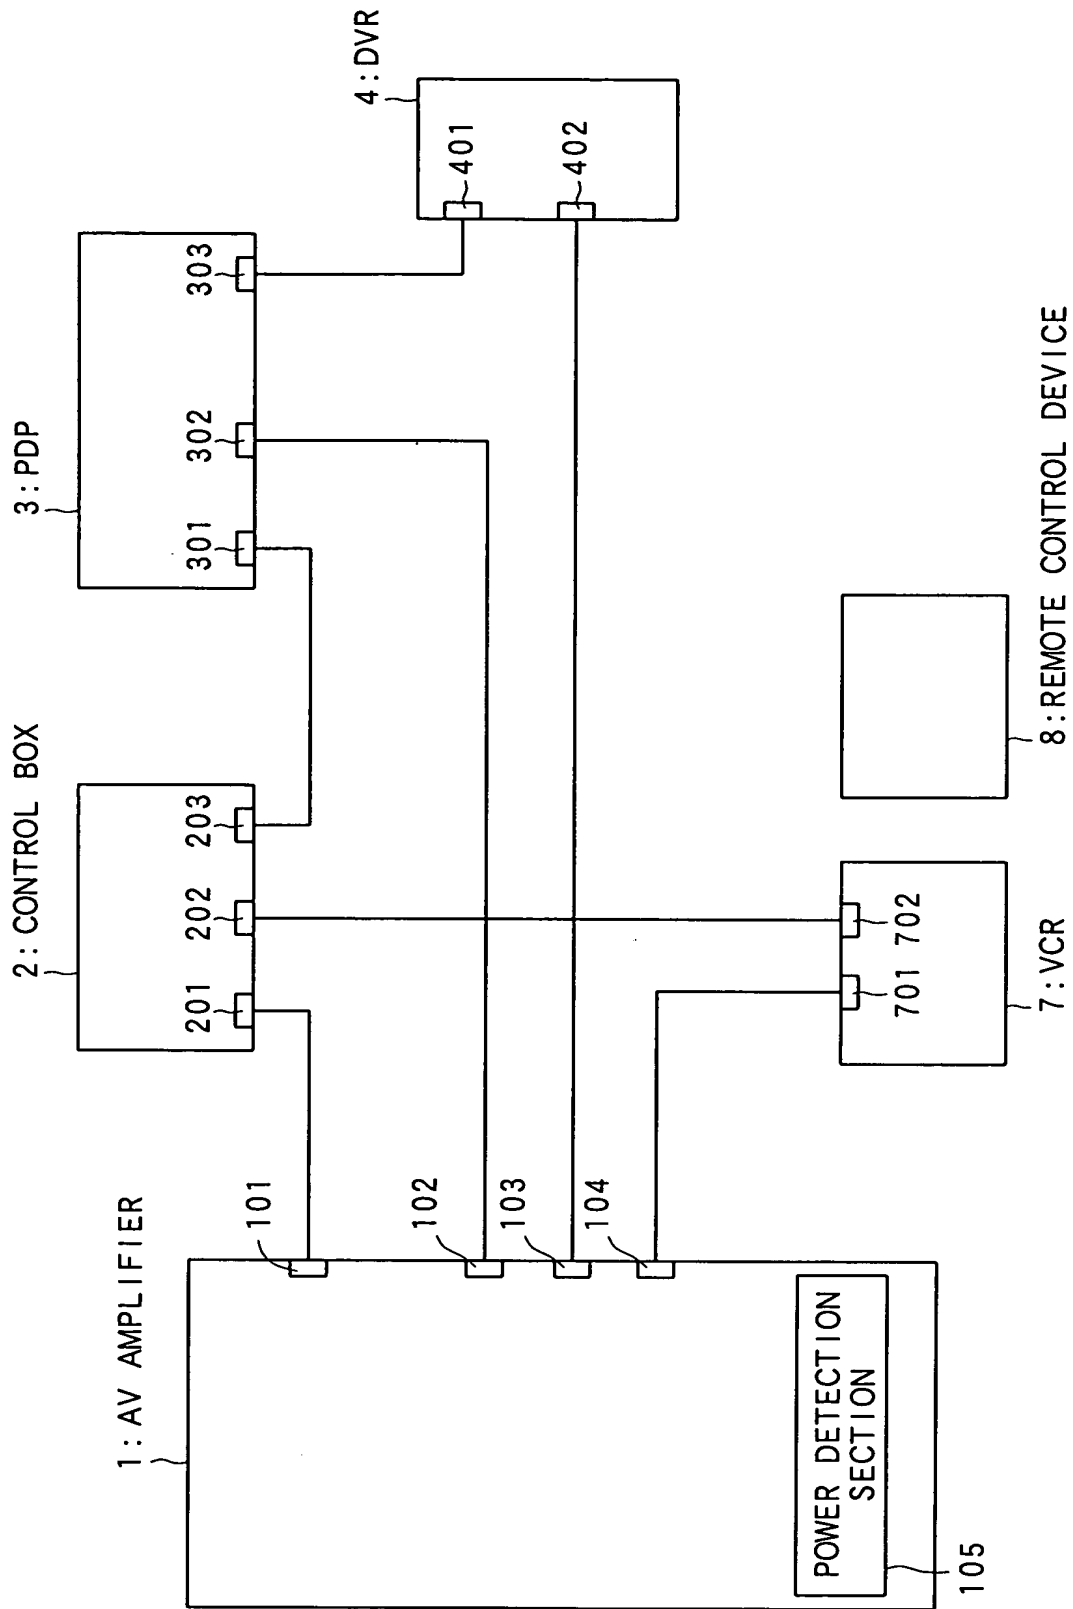 1:AV AMPLIFIER
101
102
103
104
POWER DETECTION
SECTION
105
2:CONTROL BOX
201
202
203
3:PDP
301
302
303
4:DVR
401
402
7:VCR
701
702
8:REMOTE CONTROL DEVICE